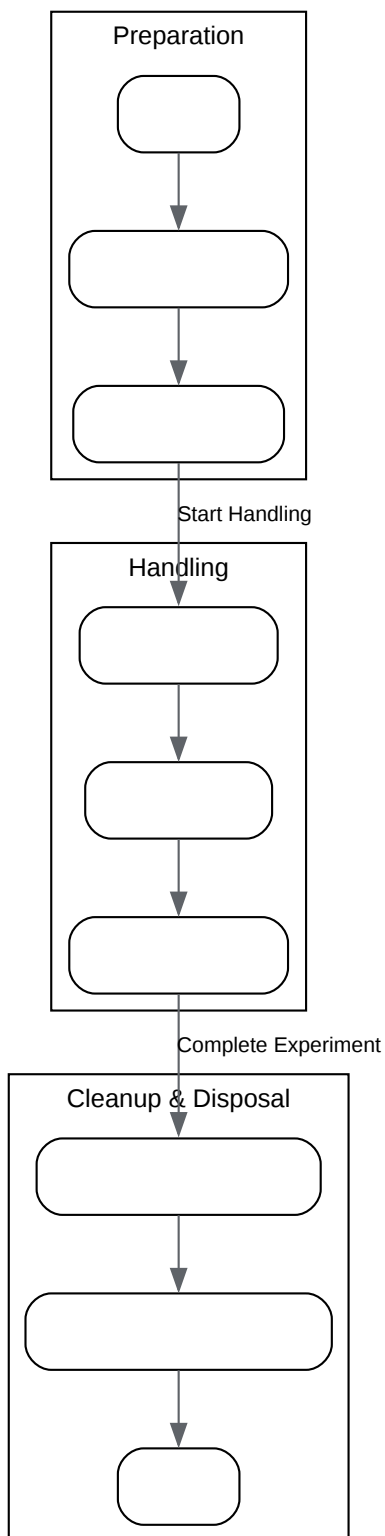 Preparation
Start Handling
Handling
Complete Experiment
Cleanup & Disposal